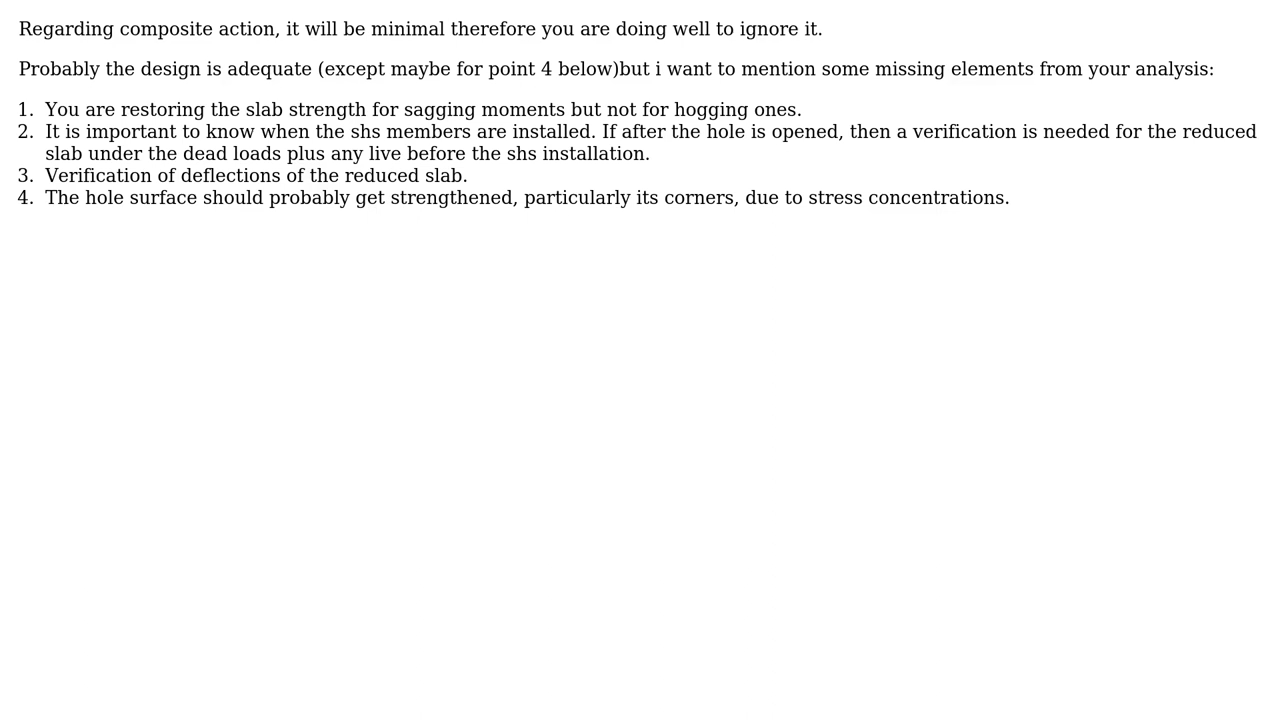 Regarding composite action, it will be minimal therefore you are doing well to ignore it.
Probably the design is adequate (except maybe for point 4 below)but i want to mention some missing elements from your analysis:
1. You are restoring the slab strength for sagging moments but not for hogging ones.
2. It is important to know when the shs members are installed. If after the hole is opened, then a verification is needed for the reduced
slab under the dead loads plus any live before the shs installation.
3. Verification of deflections of the reduced slab.
4. The hole surface should probably get strengthened, particularly its corners, due to stress concentrations.